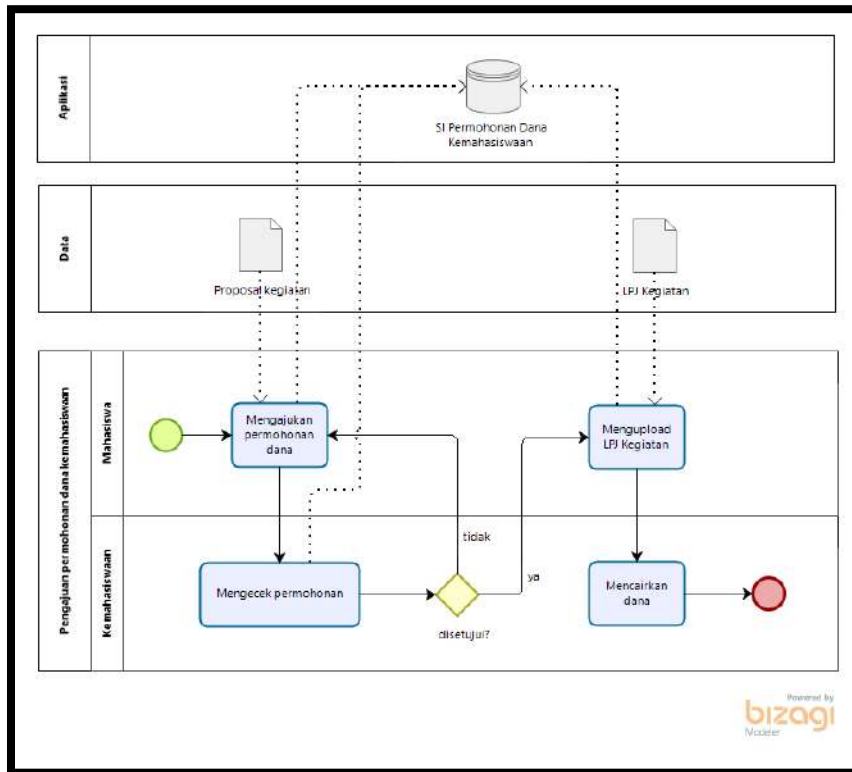 Aplikasi
SI Permohonan Dana
Kemahasiswaan
Data
Proposal kegiatan
LPJ Kegiatan
Pengajuan permohonan dana kemahasiswaan
Mahasiswa
Mengajukan
permohonan
dana
Mengupload
LPJ Kegiatan
tidak
ya
Kemahasiswaan
Mengecek permohonan
disetujui?
Mencairkan
dana
Powered by
bizagi
Modeler